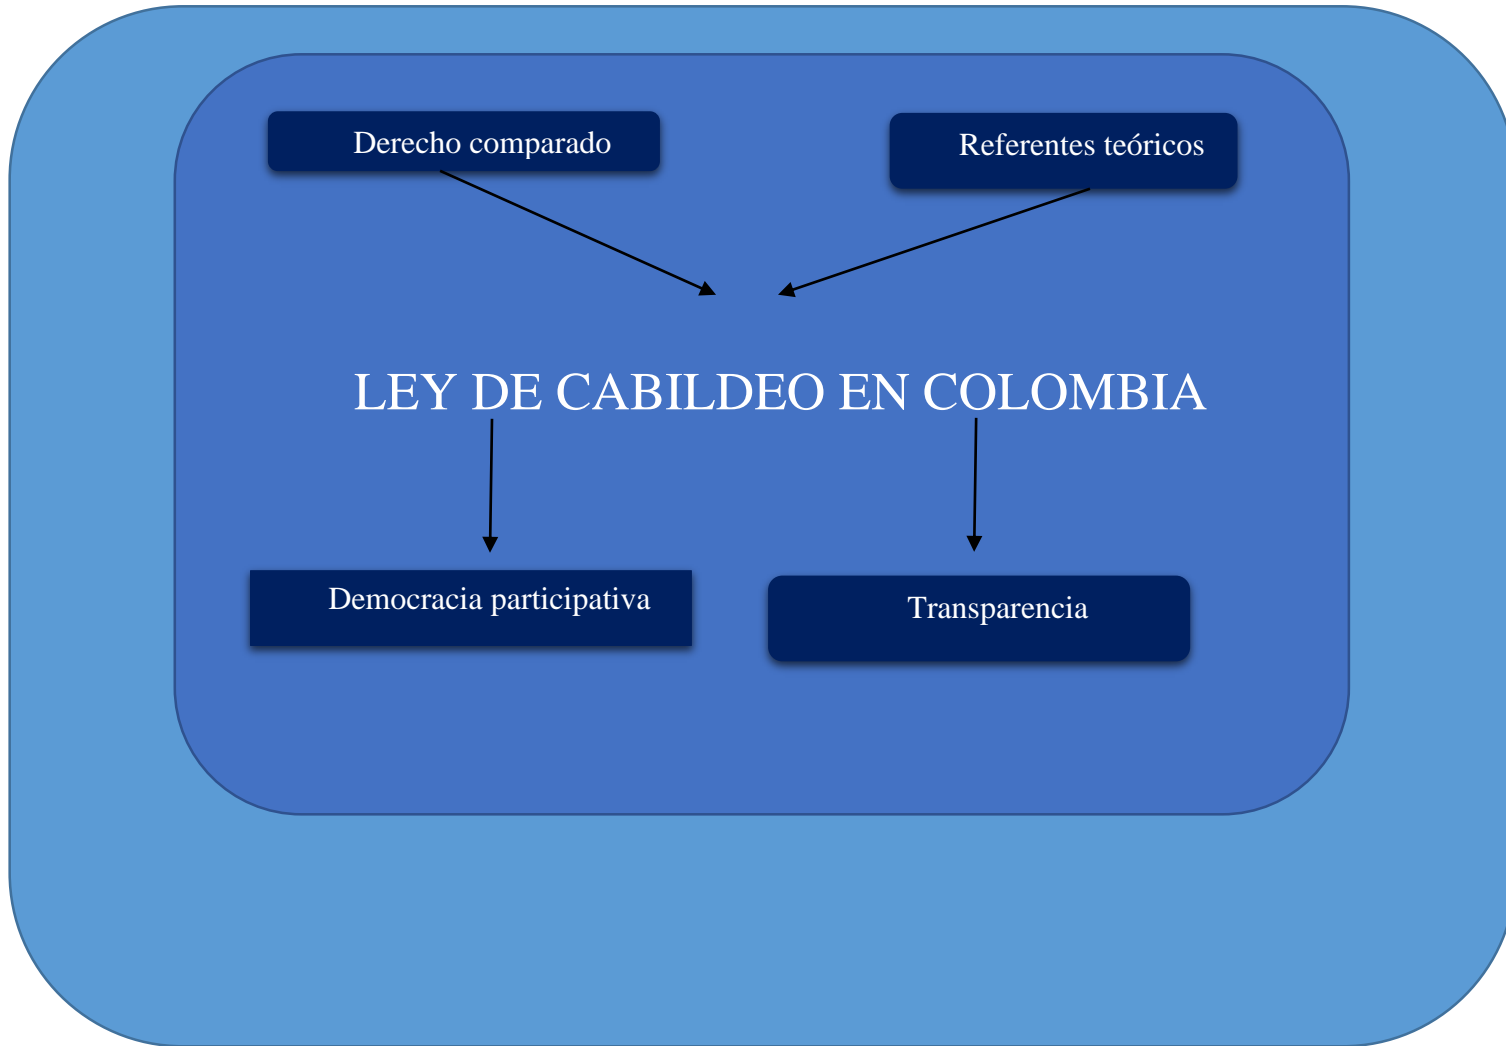 Derecho comparado
Referentes teóricos
LEY DE CABILDEO EN COLOMBIA
Democracia participativa
Transparencia